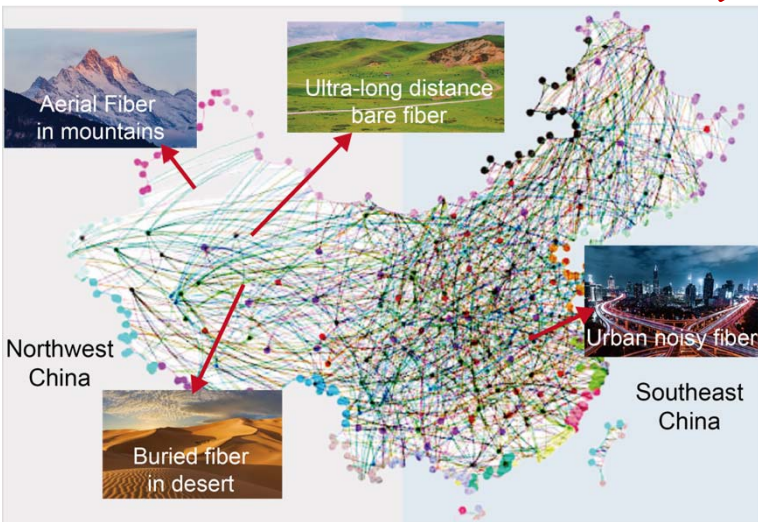 Aerial Fiber
in mountains
Ultra-long distance
bare fiber
Urban noisy fiber
Northwest
China
Southeast
China
Buried fiber
in desert